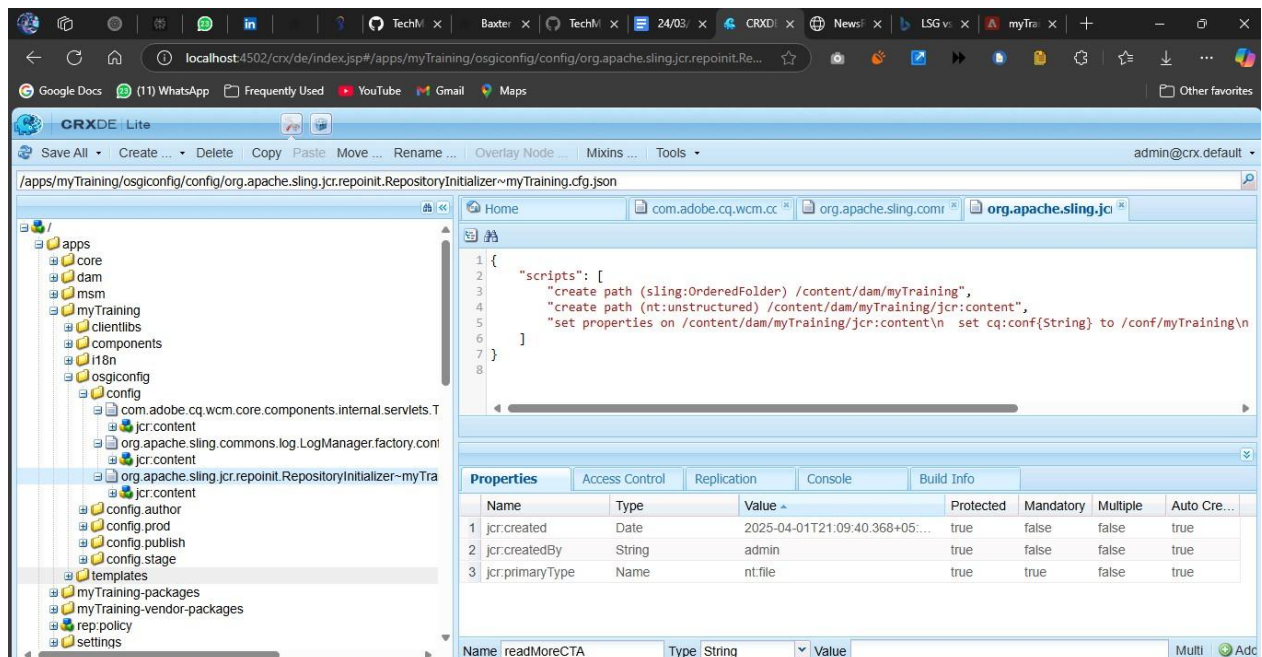 TechM
Baxter
TechM
24/03/
CRXDE
NewsF
LSG vs
myTrai
localhost:4502/crx/de/index.jsp#/apps/myTraining/osgiconfig/config/org.apache.sling.jcr.repoinit.Re...
Google Docs (11) WhatsApp Frequently Used YouTube Gmail Maps Other favorites
CRXDE Lite
Save All Create ... Delete Copy Paste Move ... Rename ... Overlay Node ... Mixins ... Tools admin@crx.default
/apps/myTraining/osgiconfig/config/org.apache.sling.jcr.repoinit.RepositoryInitializer~myTraining.cfg.json
/
apps
core
dam
msm
myTraining
clientlibs
components
i18n
osgiconfig
config
com.adobe.cq.wcm.core.components.internal.servlets.T
jcr:content
org.apache.sling.commons.log.LogManager.factory.conf
jcr:content
org.apache.sling.jcr.repoinit.RepositoryInitializer~myTra
jcr:content
config.author
config.prod
config.publish
config.stage
templates
myTraining-packages
myTraining-vendor-packages
rep:policy
settings
Home com.adobe.cq.wcm.cc org.apache.sling.comm org.apache.sling.jc
1 {
2 "scripts": [
3 "create path (sling:OrderedFolder) /content/dam/myTraining",
4 "create path (nt:unstructured) /content/dam/myTraining/jcr:content",
5 "set properties on /content/dam/myTraining/jcr:content\n set cq:conf{String} to /conf/myTraining\n
6 ]
7 }
8
Properties Access Control Replication Console Build Info
Name Type Value Protected Mandatory Multiple Auto Cre...
1 jcr:created Date 2025-04-01T21:09:40.368+05:... true false false true
2 jcr:createdBy String admin true false false true
3 jcr:primaryType Name nt:file true true false true
Name readMoreCTA Type String Value Multi Add